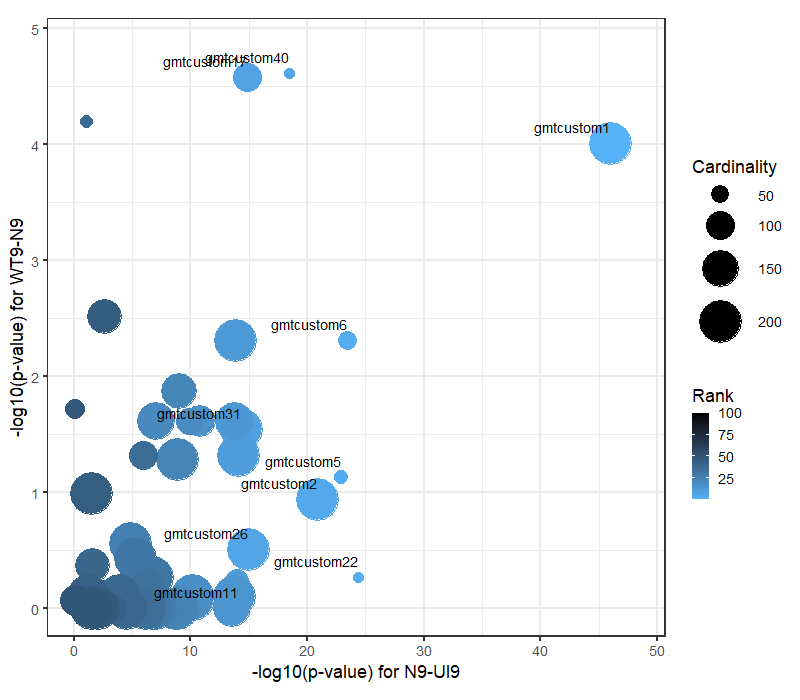 gmtcustom40
gmtcustom17
gmtcustom1
gmtcustom6
gmtcustom31
gmtcustom5
gmtcustom2
gmtcustom26
gmtcustom22
gmtcustom11
5
4
3
2
1
0
0
10
20
30
40
50
-log10(p-value) for N9-UI9
-log10(p-value) for WT9-N9
Cardinality
50
100
150
200
Rank
100
75
50
25